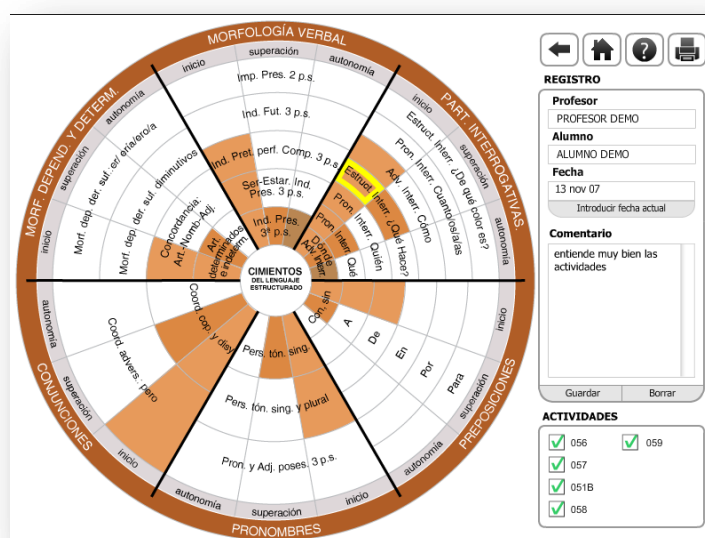 MORFOLOGÍA VERBAL
inicio
superación
autonomía
Imp. Pres. 2 p.s.
Ind. Fut. 3 p.s.
Ind. Pret. perf. Comp. 3 p.s
Ser-Estar. Ind.
Pres. 3 p.s.
Ind. Pres
3ª p.s.
PART. INTERROGATIVAS.
inicio
superación
autonomía
Estruct. Interr. ¿De qué color es?
Pron. Interr. Cuanto/os/a/as
Adv. Interr. Cómo
Estruct. Interr. ¿Qué Hace?
Pron. Interr. Quién
Pron. Interr. Qué
Dónde
Adv. Interr.
PREPOSICIONES
inicio
superación
autonomía
Con, sin
A
De
En
Por
Para
PRONOMBRES
inicio
superación
autonomía
Pers. tón. sing.
Pers. tón. sing. y plural
Pron. y Adj. poses. 3 p.s.
CONJUNCIONES
inicio
superación
autonomía
Coord. cop. y disy.
Coord. advers. pero
MORF. DEPEND. Y DETERM.
inicio
superación
autonomía
Morf. dep. der. suf. er/ ería/ero/a
Morf. dep. der. suf. diminutivos
Concordancia:
Art.-Nomb-Adj.
Art.
determinados
e indeterm.
CIMIENTOS
DEL LENGUAJE
ESTRUCTURADO
REGISTRO
Profesor
PROFESOR DEMO
Alumno
ALUMNO DEMO
Fecha
13 nov 07
Introducir fecha actual
Comentario
entiende muy bien las
actividades
Guardar
Borrar
ACTIVIDADES
056
059
057
051B
058